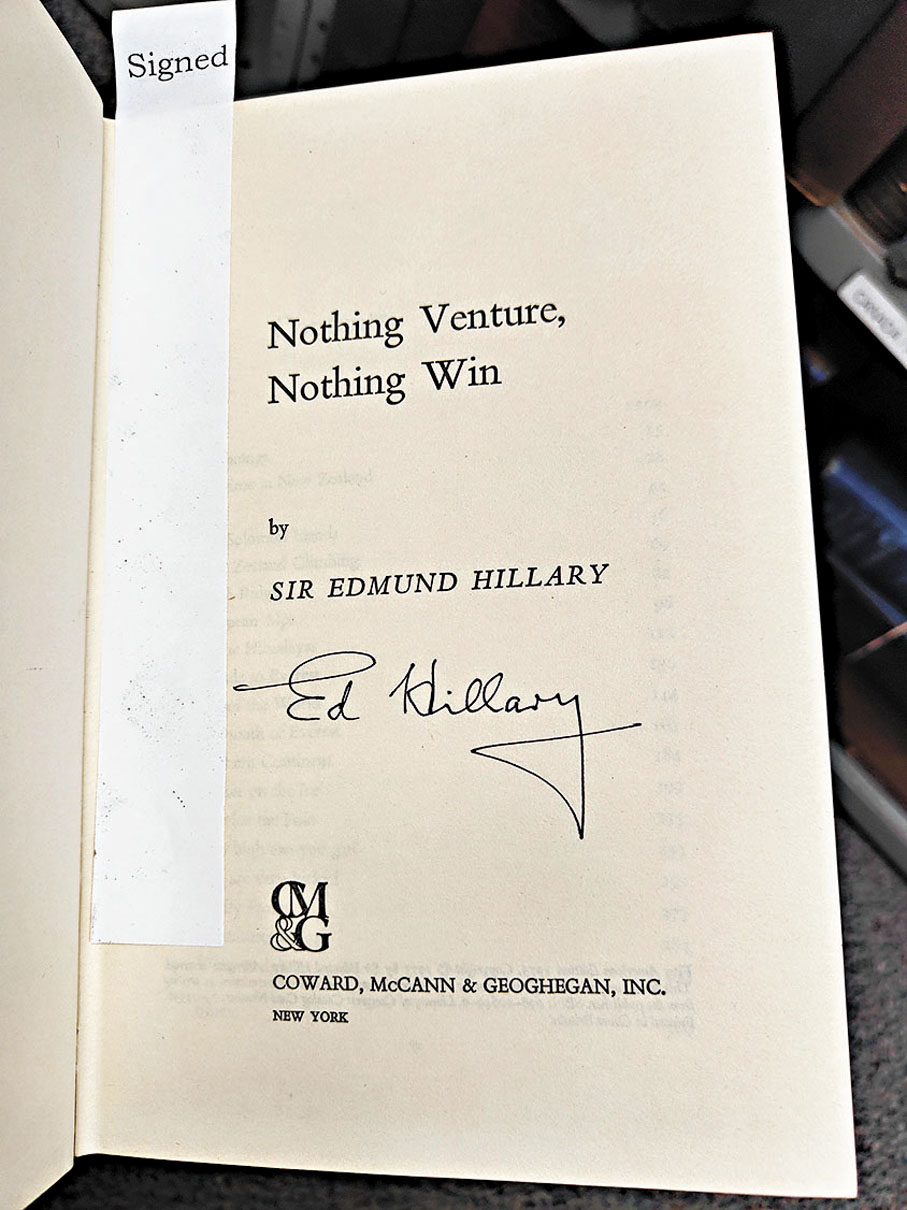 Signed
Nothing Venture,
Nothing Win
by
SIR EDMUND HILLARY
Ed Hillary
CM
&G
COWARD, McCANN & GEOGHEGAN, INC.
NEW YORK